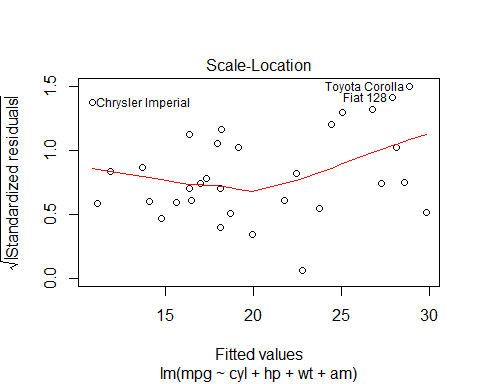 Scale-Location
√|Standardized residuals|
1.5
1.0
0.5
0.0
Toyota Corolla
Fiat 128
Chrysler Imperial
15 20 25 30
Fitted values
lm(mpg ~ cyl + hp + wt + am)